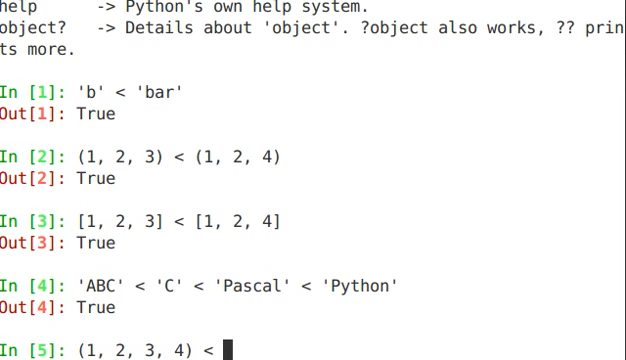 help      -> Python's own help system.
object?   -> Details about 'object'. ?object also works, ?? prin
ts more.
In [1]: 'b' < 'bar'
Out[1]: True
In [2]: (1, 2, 3) < (1, 2, 4)
Out[2]: True
In [3]: [1, 2, 3] < [1, 2, 4]
Out[3]: True
In [4]: 'ABC' < 'C' < 'Pascal' < 'Python'
Out[4]: True
In [5]: (1, 2, 3, 4) <